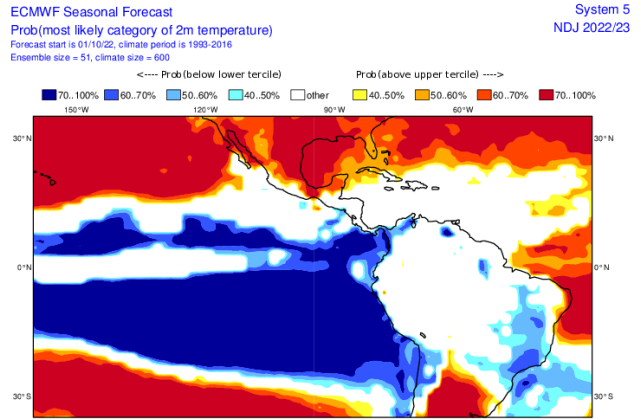 ECMWF Seasonal Forecast
System 5
Prob(most likely category of 2m temperature)
NDJ 2022/23
Forecast start is 01/10/22, climate period is 1993-2016
Ensemble size = 51, climate size = 600
<---- Prob(below lower tercile)
Prob(above upper tercile) ---->
70..100% 60..70% 50..60% 40..50% other 40..50% 50..60% 60..70% 70..100%
150°W 120°W 90°W 60°W
30°N 30°N
0°N 0°N
30°S 30°S